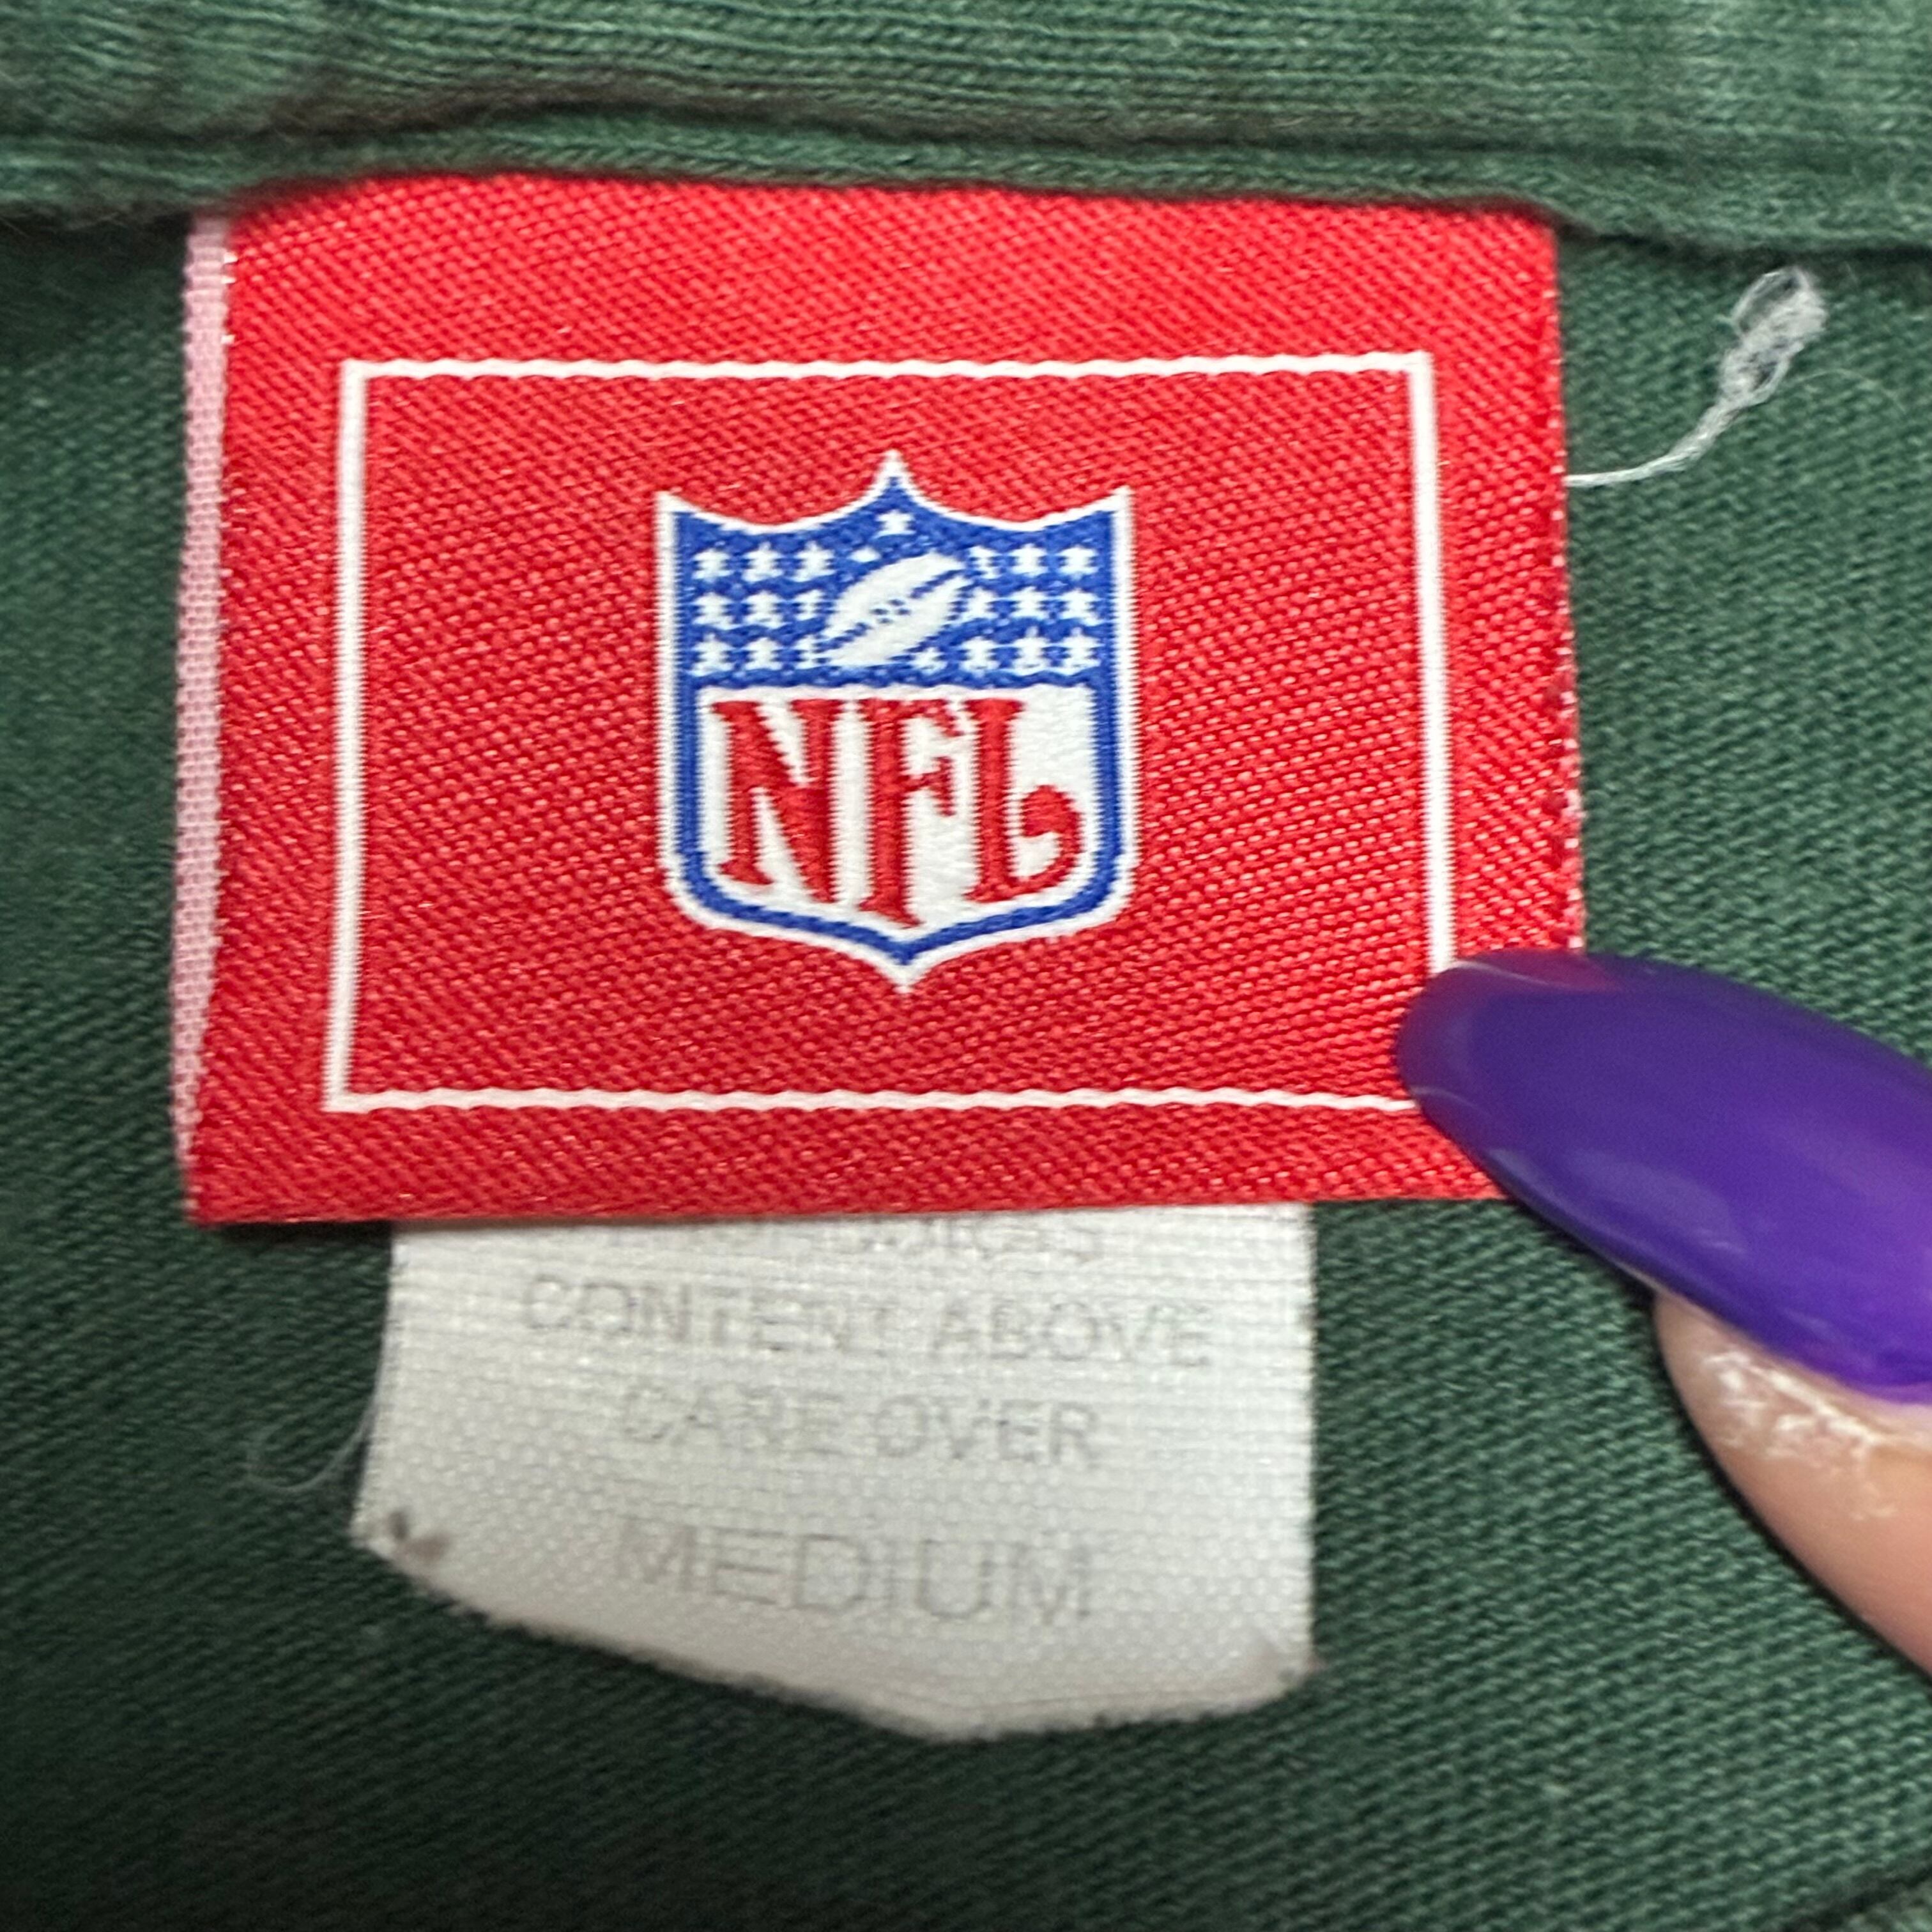 NFL
CONTENT ABOVE
CARE OVER
MEDIUM